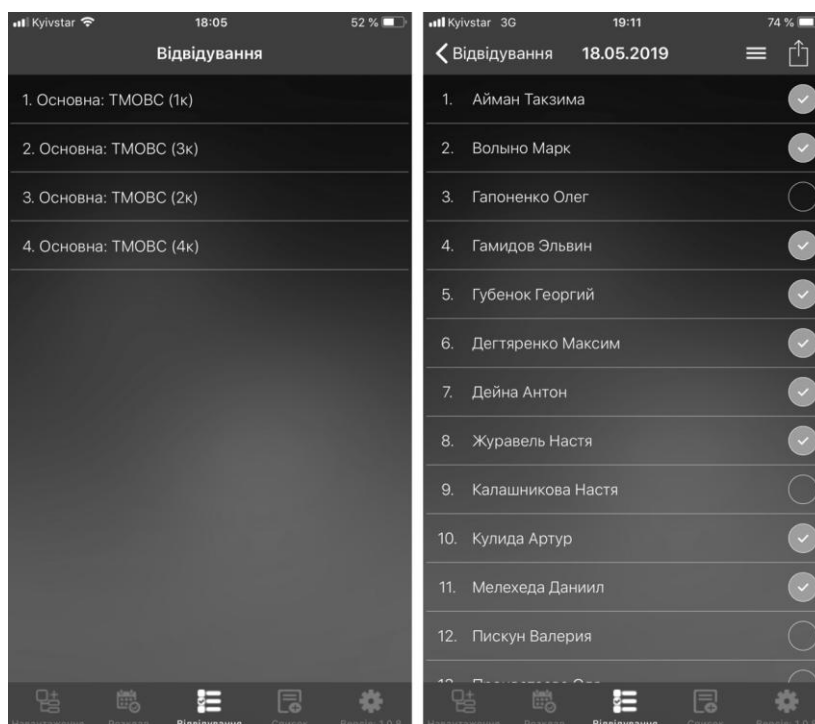 Kyivstar 18:05 52 %
Відвідування
1. Основна: ТМОВС (1к)
2. Основна: ТМОВС (3к)
3. Основна: ТМОВС (2к)
4. Основна: ТМОВС (4к)
Відвідування
Kyivstar 3G 19:11 74 %
Відвідування 18.05.2019
1. Айман Такзима
2. Волыно Марк
3. Гапоненко Олег
4. Гамидов Эльвин
5. Губенок Георгий
6. Дегтяренко Максим
7. Дейна Антон
8. Журавель Настя
9. Калашникова Настя
10. Кулида Артур
11. Мелехеда Даниил
12. Пискун Валерия
Відвідування